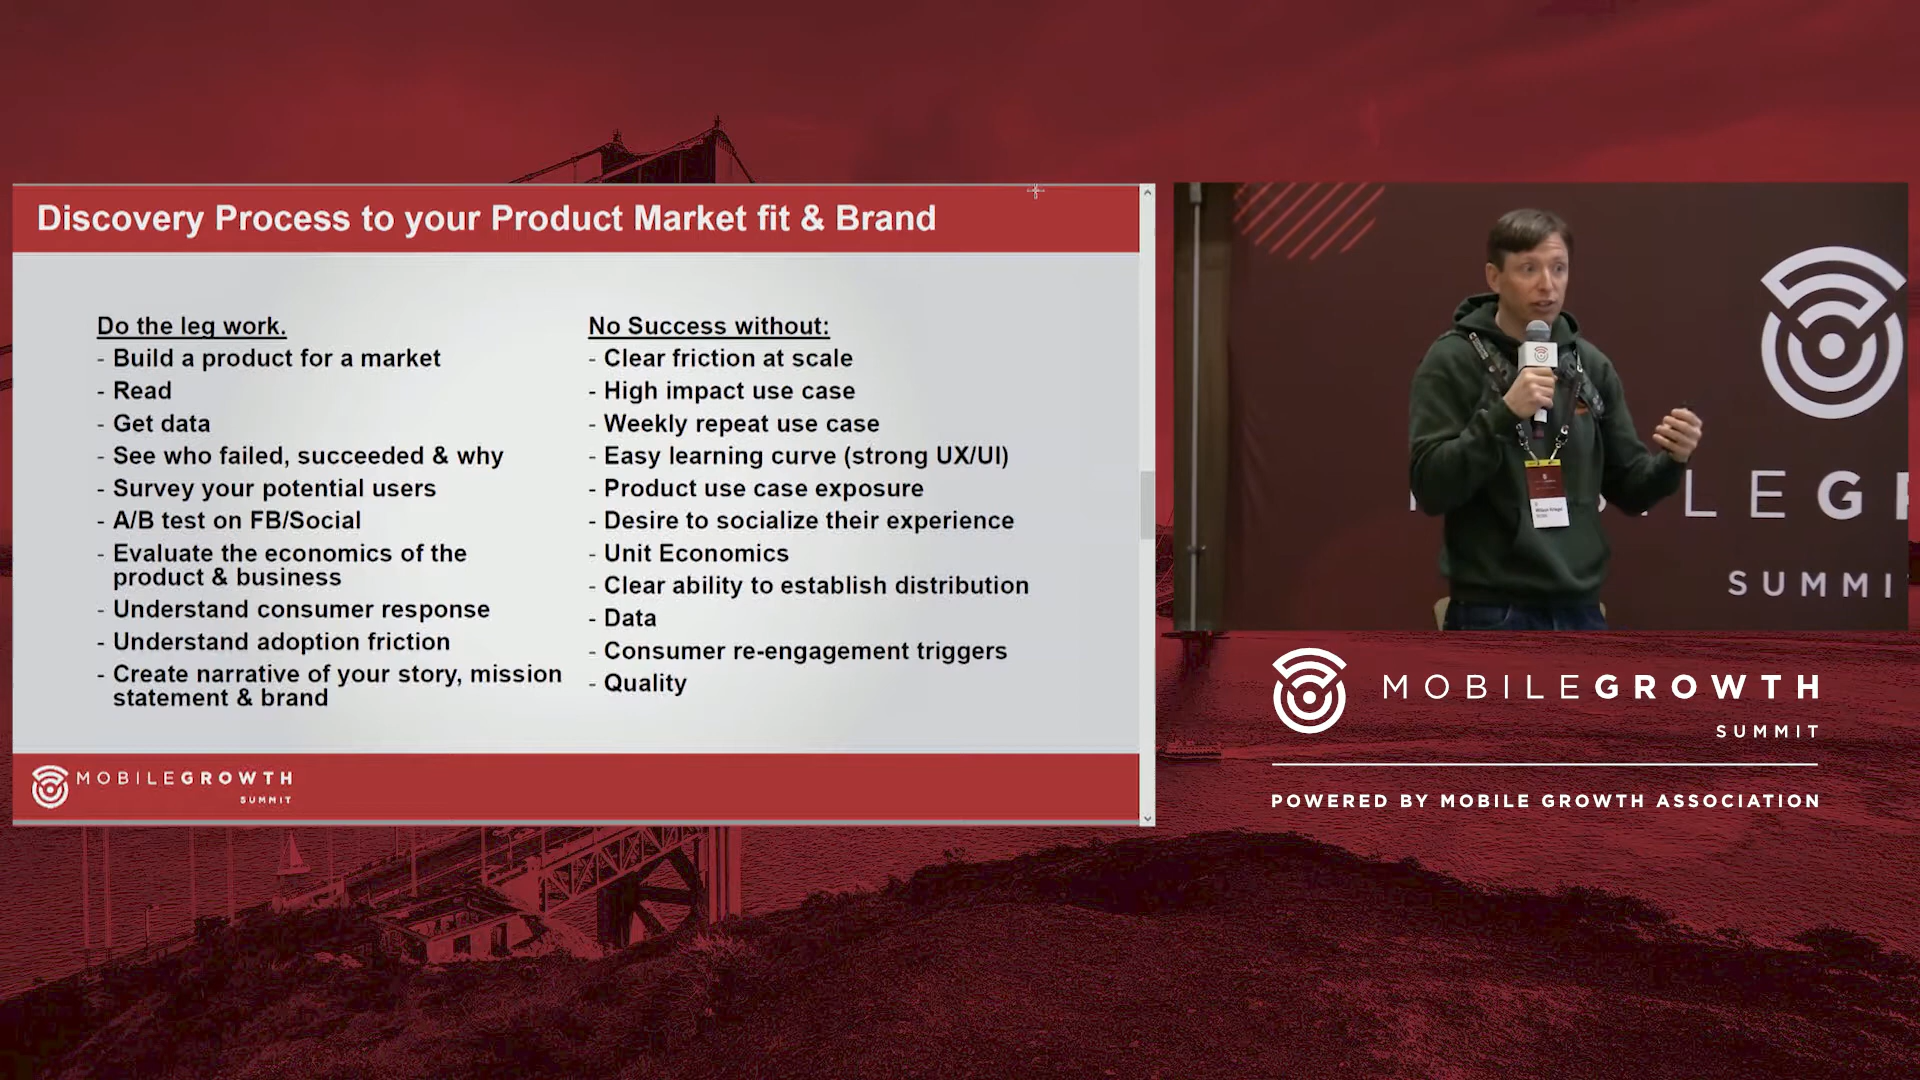 Discovery Process to your Product Market fit & Brand
Do the leg work.
- Build a product for a market
- Read
- Get data
- See who failed, succeeded & why
- Survey your potential users
- A/B test on FB/Social
- Evaluate the economics of the
product & business
- Understand consumer response
- Understand adoption friction
- Create narrative of your story, mission
statement & brand
No Success without:
- Clear friction at scale
- High impact use case
- Weekly repeat use case
- Easy learning curve (strong UX/UI)
- Product use case exposure
- Desire to socialize their experience
- Unit Economics
- Clear ability to establish distribution
- Data
- Consumer re-engagement triggers
- Quality
MOBILEGROWTH
SUMMIT
ILEGR
SUMMI
MOBILEGROWTH
SUMMIT
POWERED BY MOBILE GROWTH ASSOCIATION